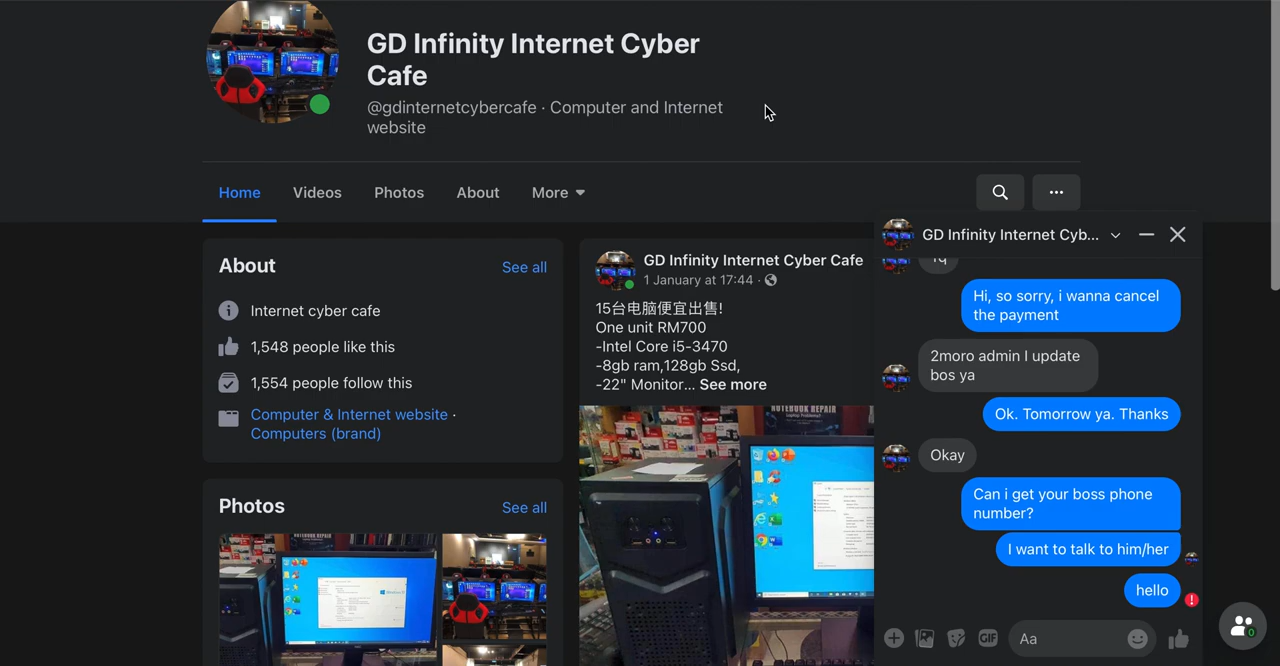 GD Infinity Internet Cyber
Cafe
@gdinternetcybercafe · Computer and Internet
website
Home
Videos
Photos
About
More
About
See all
Internet cyber cafe
1,548 people like this
1,554 people follow this
Computer & Internet website ·
Computers (brand)
Photos
See all
GD Infinity Internet Cyber Cafe
1 January at 17:44 ·
15台电脑便宜出售!
One unit RM700
-Intel Core i5-3470
-8gb ram,128gb Ssd,
-22" Monitor... See more
NOTEBOOK REPAIR
GD Infinity Internet Cyb...
Hi, so sorry, i wanna cancel
the payment
2moro admin I update
bos ya
Ok. Tomorrow ya. Thanks
Okay
Can i get your boss phone
number?
I want to talk to him/her
hello
GIF
Aa
0